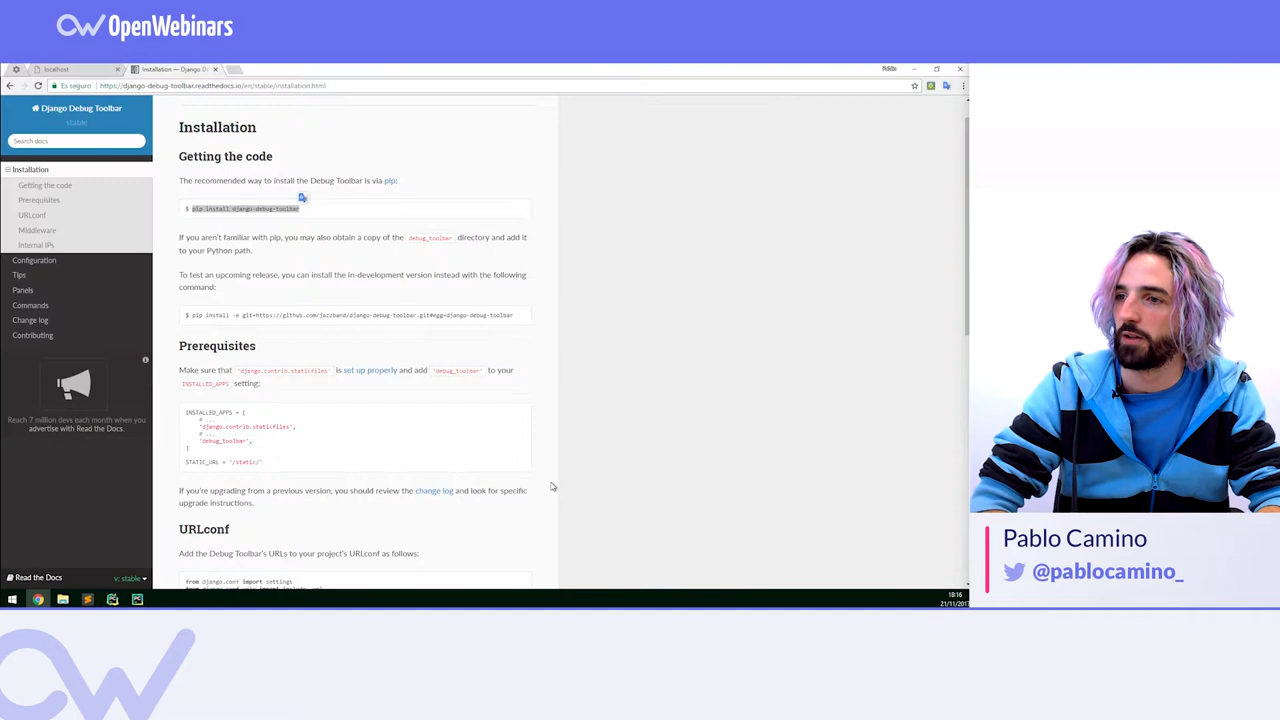 OpenWebinars
localhost
Installation — Django D
Es seguro
https://django-debug-toolbar.readthedocs.io/en/stable/installation.html
Django Debug Toolbar
stable
Search docs
Installation
Getting the code
Prerequisites
URLconf
Middleware
Internal IPs
Configuration
Tips
Panels
Commands
Change log
Contributing
Reach 7 million devs each month when you
advertise with Read the Docs.
Read the Docs
v: stable
Installation
Getting the code
The recommended way to install the Debug Toolbar is via pip:
$ pip install django-debug-toolbar
If you aren't familiar with pip, you may also obtain a copy of the debug_toolbar directory and add it
to your Python path.
To test an upcoming release, you can install the in-development version instead with the following
command:
$ pip install -e git+https://github.com/jazzband/django-debug-toolbar.git#egg=django-debug-toolbar
Prerequisites
Make sure that 'django.contrib.staticfiles' is set up properly and add 'debug_toolbar' to your
INSTALLED_APPS setting:
INSTALLED_APPS = [
# ...
'django.contrib.staticfiles',
# ...
'debug_toolbar',
]
STATIC_URL = '/static/'
If you're upgrading from a previous version, you should review the change log and look for specific
upgrade instructions.
URLconf
Add the Debug Toolbar's URLs to your project's URLconf as follows:
from django.conf import settings
18:16
Pablo Camino
@pablocamino_